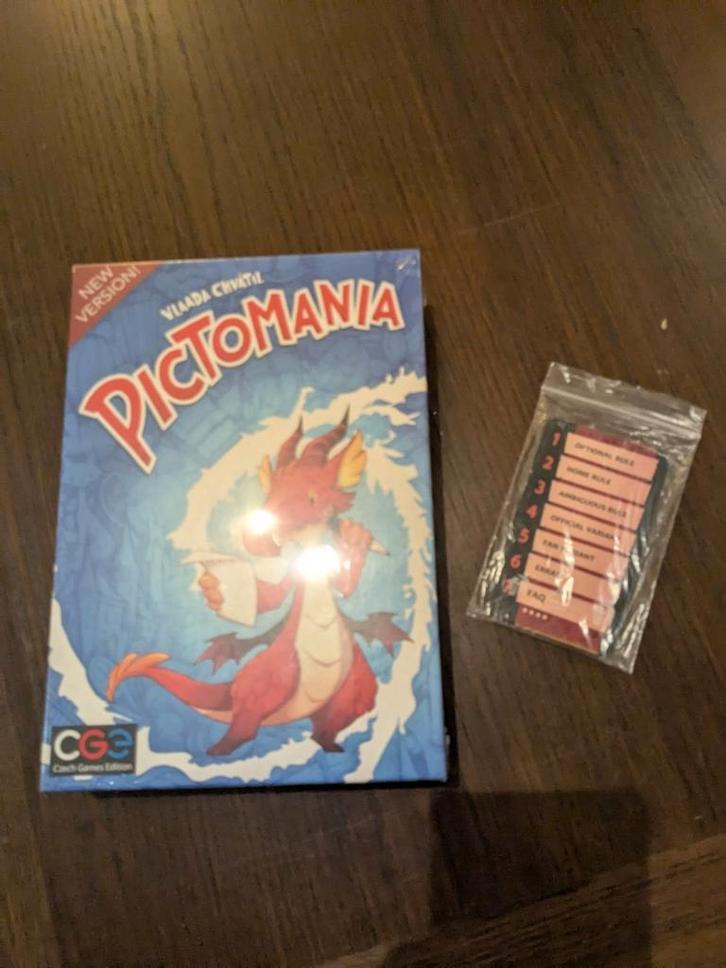 NEW
VERSION!
VLAADA CHVÁTIL
PICTOMANIA
CGE
Czech Games Edition
1 OPTIONAL RULE
2 HOME RULE
3 AMBIGUOUS RULE
4 OFFICIAL VARIANT
5 FAN VARIANT
6 ERRATA
7 FAQ